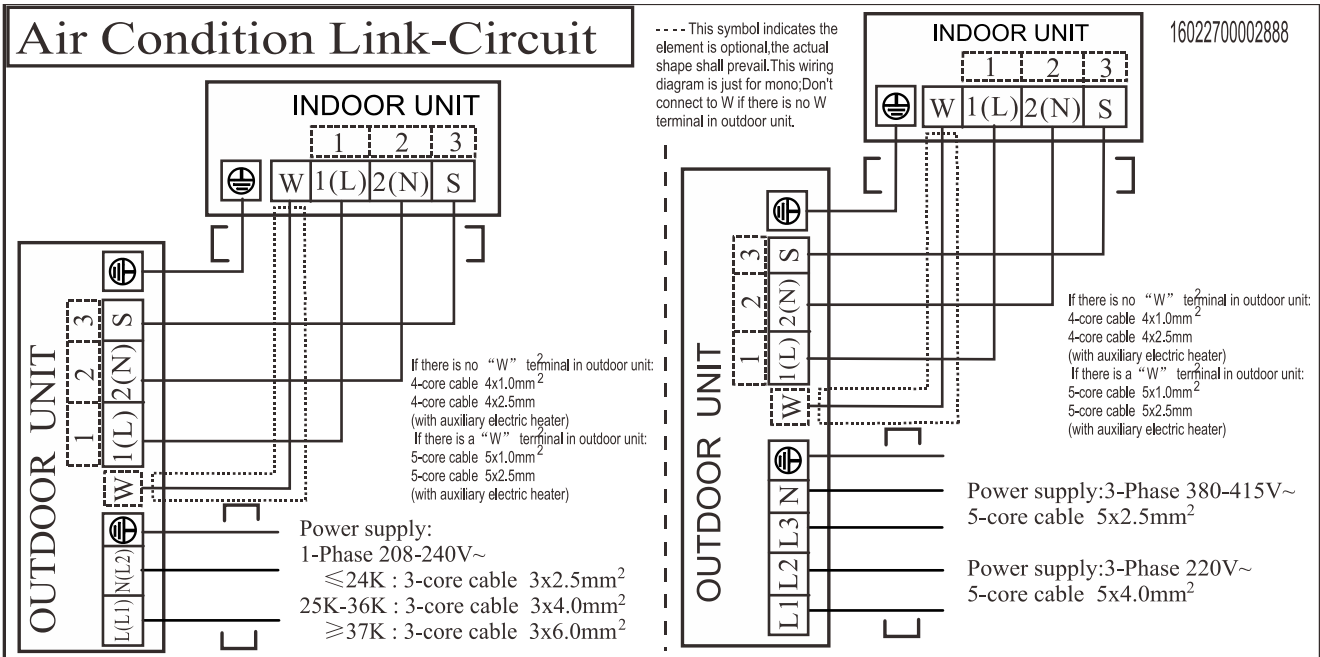 Air Condition Link-Circuit
INDOOR UNIT
1 2 3
W 1(L) 2(N) S
OUTDOOR UNIT
3 S
2 2(N)
1 1(L)
W
N(L2)
L(L1)
If there is no “W” terminal in outdoor unit:
4-core cable 4x1.0mm²
4-core cable 4x2.5mm²
(with auxiliary electric heater)
If there is a “W” terminal in outdoor unit:
5-core cable 5x1.0mm²
5-core cable 5x2.5mm²
(with auxiliary electric heater)
Power supply:
1-Phase 208-240V~
≤24K : 3-core cable 3x2.5mm²
25K-36K : 3-core cable 3x4.0mm²
≥37K : 3-core cable 3x6.0mm²
---- This symbol indicates the
element is optional,the actual
shape shall prevail.This wiring
diagram is just for mono;Don't
connect to W if there is no W
terminal in outdoor unit.
INDOOR UNIT
1 2 3
W 1(L) 2(N) S
16022700002888
OUTDOOR UNIT
3 S
2 2(N)
1 1(L)
W
N
L3
L2
L1
If there is no “W” terminal in outdoor unit:
4-core cable 4x1.0mm²
4-core cable 4x2.5mm²
(with auxiliary electric heater)
If there is a “W” terminal in outdoor unit:
5-core cable 5x1.0mm²
5-core cable 5x2.5mm²
(with auxiliary electric heater)
Power supply:3-Phase 380-415V~
5-core cable 5x2.5mm²
Power supply:3-Phase 220V~
5-core cable 5x4.0mm²